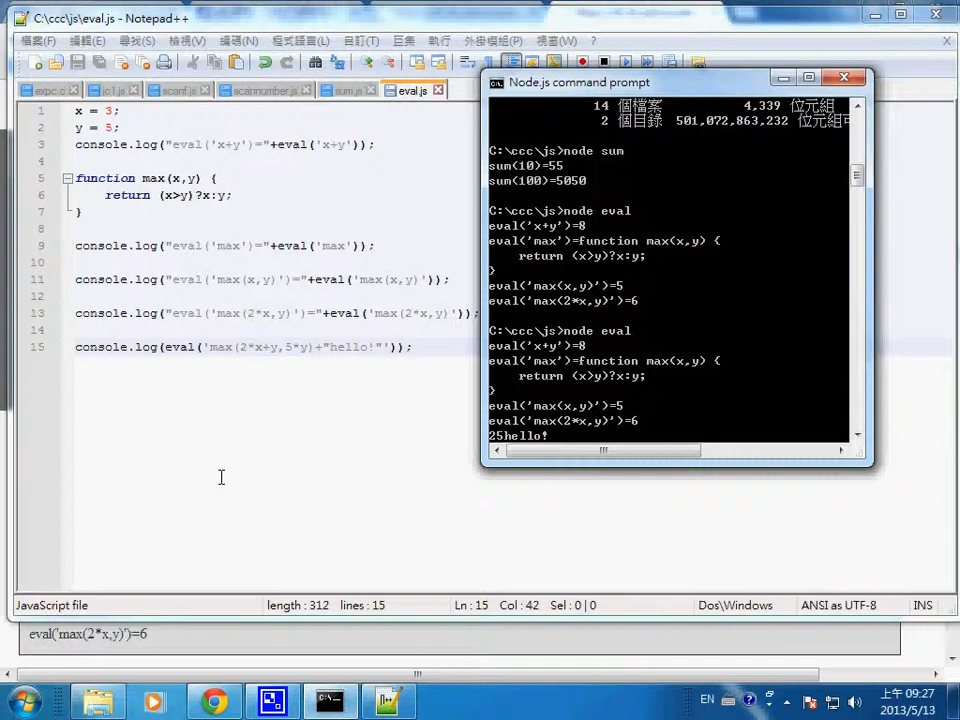 C:\ccc\js\eval.js - Notepad++
檔案(F) 編輯(E) 尋找(S) 檢視(V) 編碼(N) 程式語言(L) 自訂(T) 巨集 執行 外掛模組(P) 視窗(W) ? X
expc.c jc1.js scanf.js scannumber.js sum.js eval.js
1 x = 3;
2 y = 5;
3 console.log("eval('x+y')="+eval('x+y'));
4
5 function max(x,y) {
6 return (x>y)?x:y;
7 }
8
9 console.log("eval('max')="+eval('max'));
10
11 console.log("eval('max(x,y)')="+eval('max(x,y)'));
12
13 console.log("eval('max(2*x,y)')="+eval('max(2*x,y)'));
14
15 console.log(eval('max(2*x+y,5*y)+"hello!"'));
Node.js command prompt
14 個檔案 4,339 位元組
2 個目錄 501,072,863,232 位元組可
C:\ccc\js>node sum
sum(10)=55
sum(100)=5050
C:\ccc\js>node eval
eval('x+y')=8
eval('max')=function max(x,y) {
return (x>y)?x:y;
}
eval('max(x,y)')=5
eval('max(2*x,y)')=6
C:\ccc\js>node eval
eval('x+y')=8
eval('max')=function max(x,y) {
return (x>y)?x:y;
}
eval('max(x,y)')=5
eval('max(2*x,y)')=6
25hello!
JavaScript file length : 312 lines : 15 Ln : 15 Col : 42 Sel : 0 | 0 Dos\Windows ANSI as UTF-8 INS
eval('max(2*x,y)')=6
EN 上午 09:27
2013/5/13